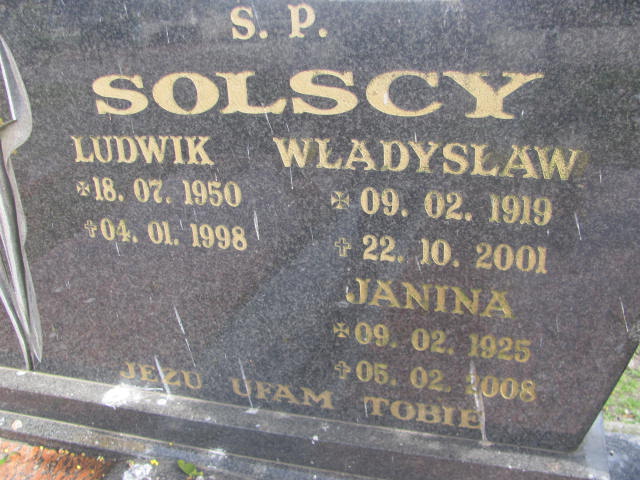 S. P.
SOLSCY
LUDWIK
✠18. 07. 1950
✝04. 01. 1998
WŁADYSŁAW
✠09. 02. 1919
✝22. 10. 2001
JANINA
✠09. 02. 1925
✝05. 02. 2008
JEZU UFAM TOBIE